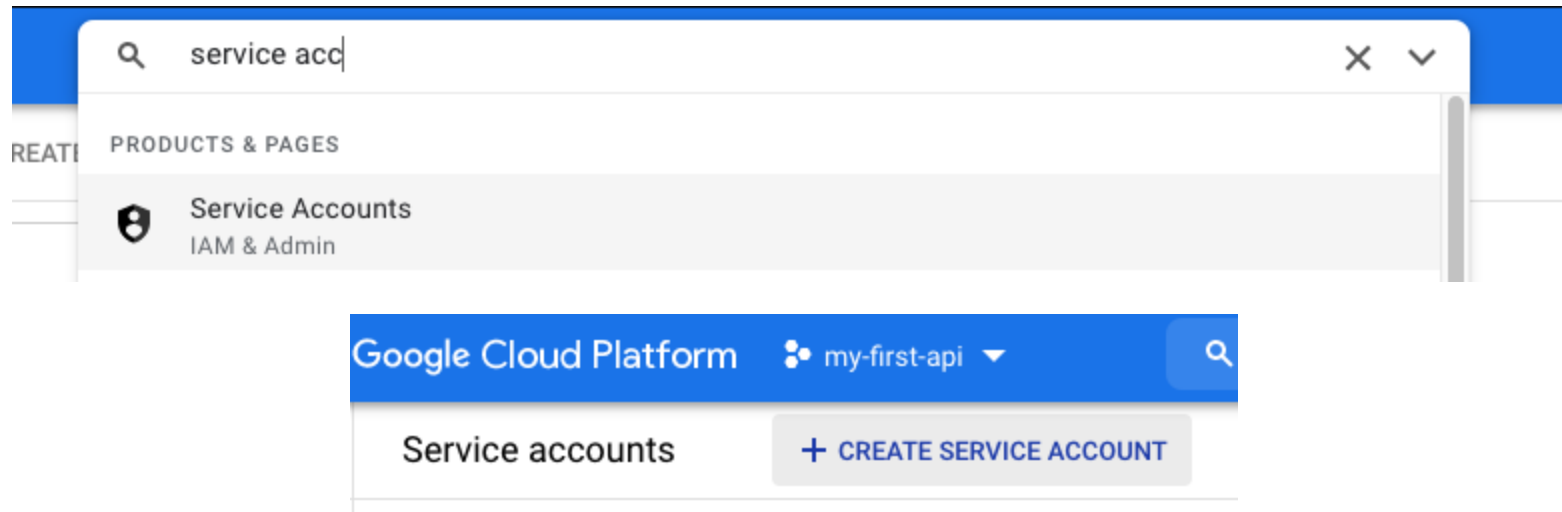 service acc
REATE
PRODUCTS & PAGES
Service Accounts
IAM & Admin
Google Cloud Platform my-first-api
Service accounts + CREATE SERVICE ACCOUNT